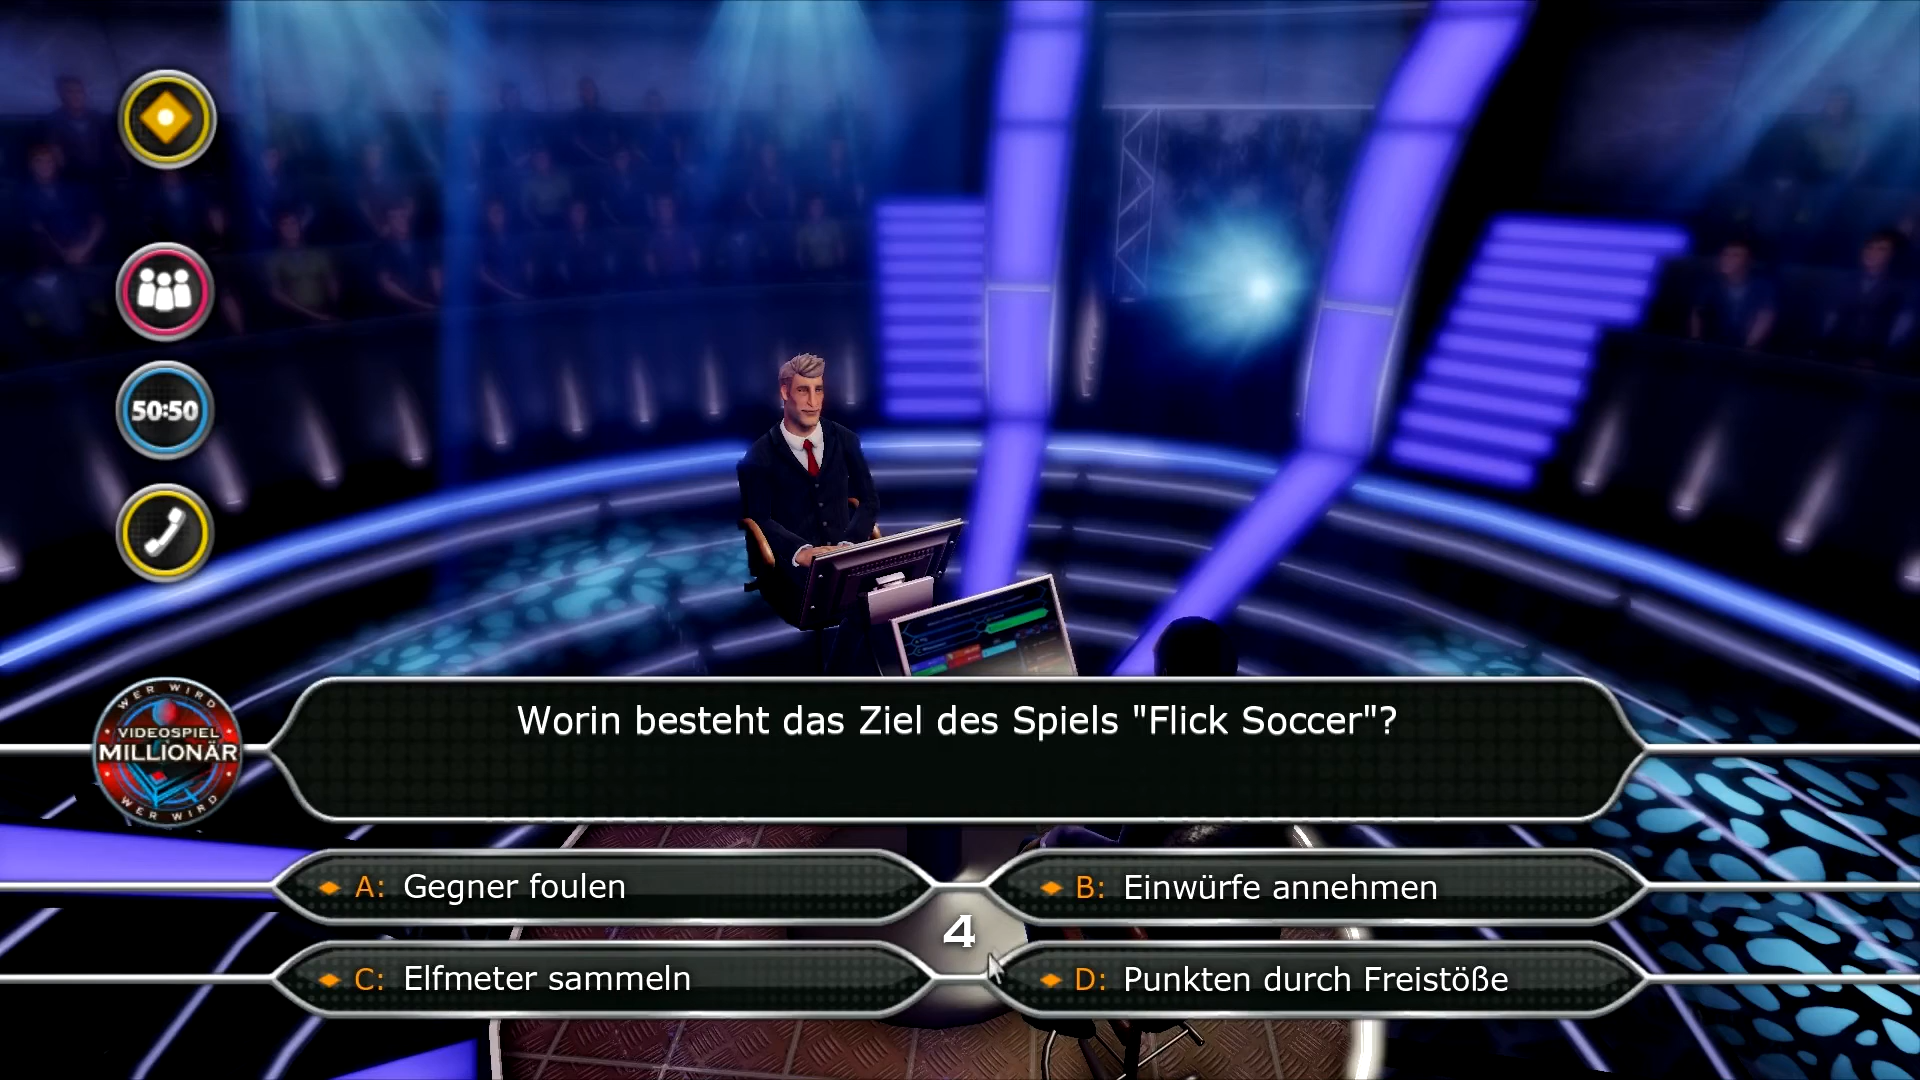 50:50
WER WIRD
VIDEOSPIEL
MILLIONÄR
WER WIRD
Worin besteht das Ziel des Spiels "Flick Soccer"?
A: Gegner foulen
B: Einwürfe annehmen
4
C: Elfmeter sammeln
D: Punkten durch Freistöße